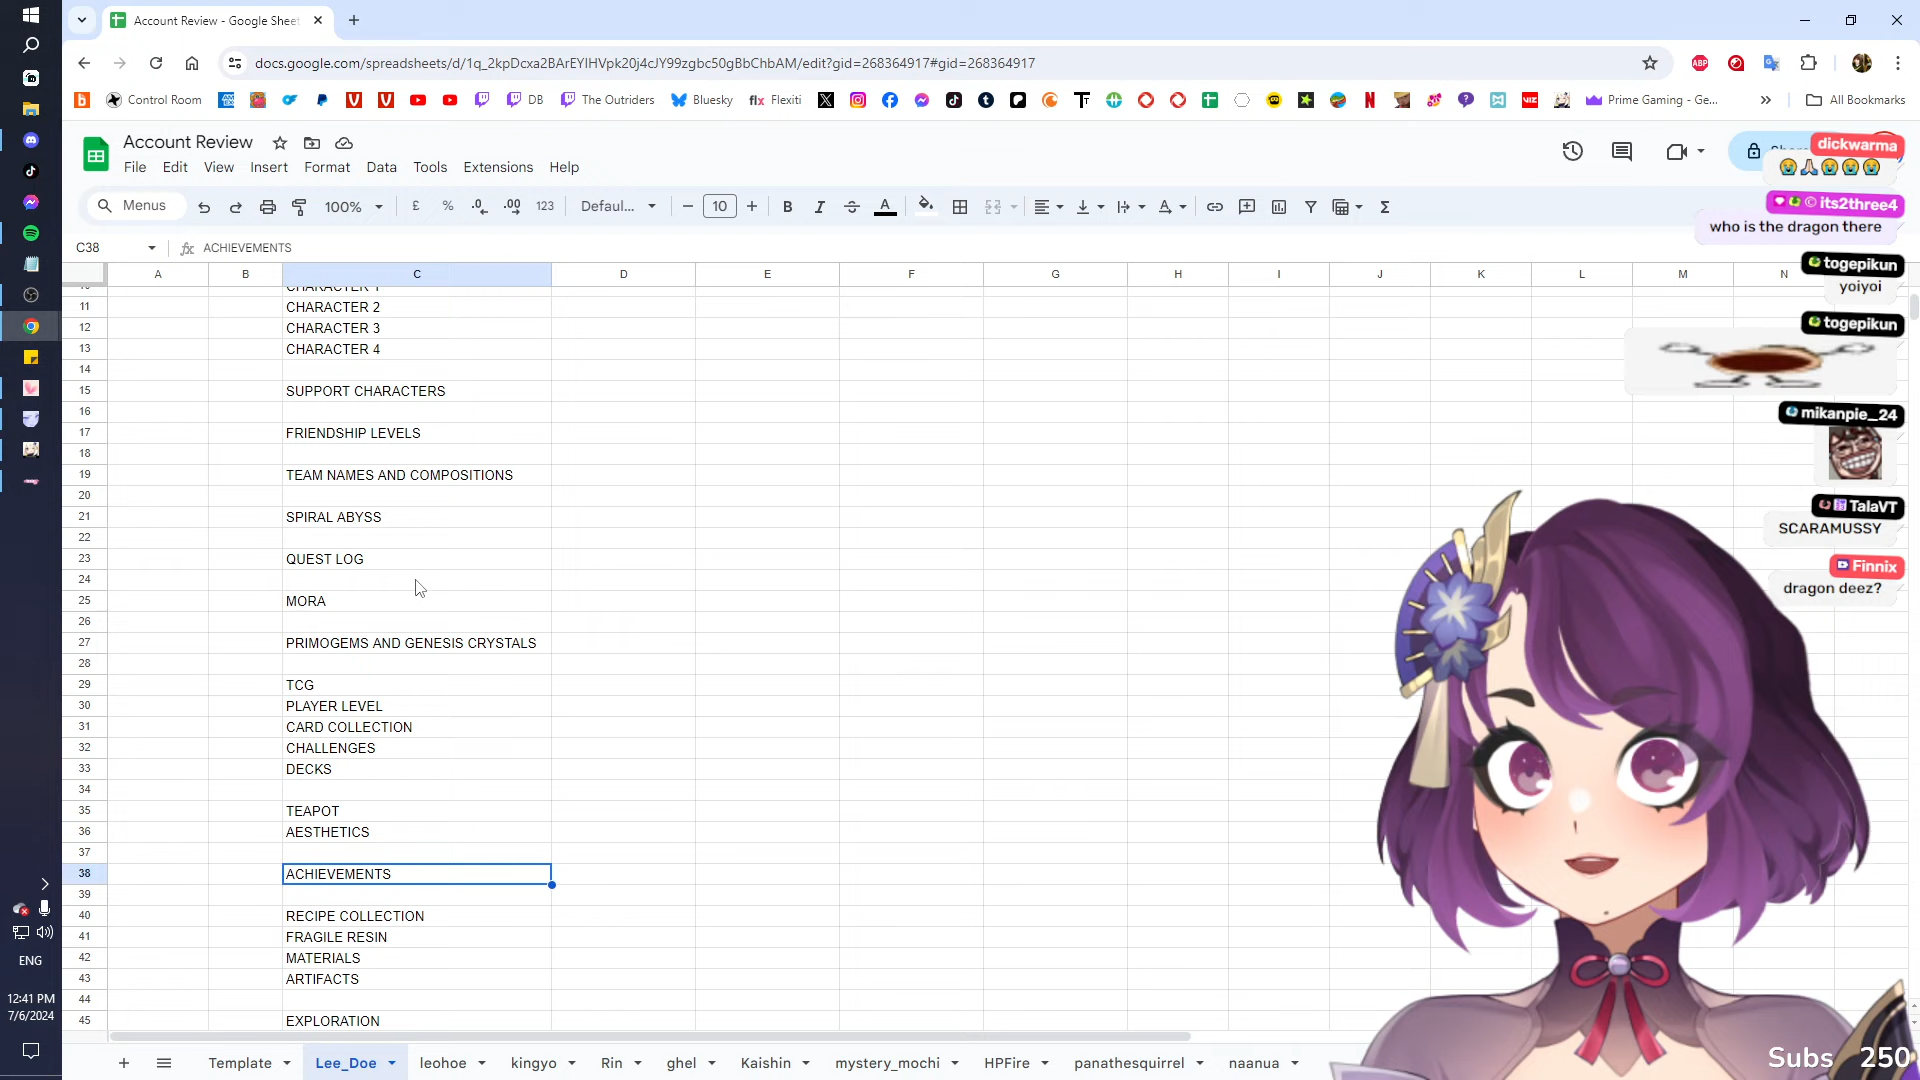 Account Review - Google Sheet
docs.google.com/spreadsheets/d/1q_2kpDcxa2BArEYIHVpk20j4cJY99zgbc50gBbChbAM/edit?gid=268364917#gid=268364917
Control Room
DB
The Outriders
Bluesky
flx Flexiti
Prime Gaming - Ge...
All Bookmarks
Account Review
File Edit View Insert Format Data Tools Extensions Help
Menus 100% £ % .0 .00 123 Defaul... 10
C38 fx ACHIEVEMENTS
A B C D E F G H I J K L M N
11 CHARACTER 2
12 CHARACTER 3
13 CHARACTER 4
14
15 SUPPORT CHARACTERS
16
17 FRIENDSHIP LEVELS
18
19 TEAM NAMES AND COMPOSITIONS
20
21 SPIRAL ABYSS
22
23 QUEST LOG
24
25 MORA
26
27 PRIMOGEMS AND GENESIS CRYSTALS
28
29 TCG
30 PLAYER LEVEL
31 CARD COLLECTION
32 CHALLENGES
33 DECKS
34
35 TEAPOT
36 AESTHETICS
37
38 ACHIEVEMENTS
39
40 RECIPE COLLECTION
41 FRAGILE RESIN
42 MATERIALS
43 ARTIFACTS
44
45 EXPLORATION
Template Lee_Doe leohoe kingyo Rin ghel Kaishin mystery_mochi HPFire panathesquirrel naanua
dickwarma
its2three4
who is the dragon there
togepikun
yoiyoi
togepikun
mikanpie_24
TalaVT
SCARAMUSSY
Finnix
dragon deez?
Subs 250
ENG
12:41 PM
7/6/2024